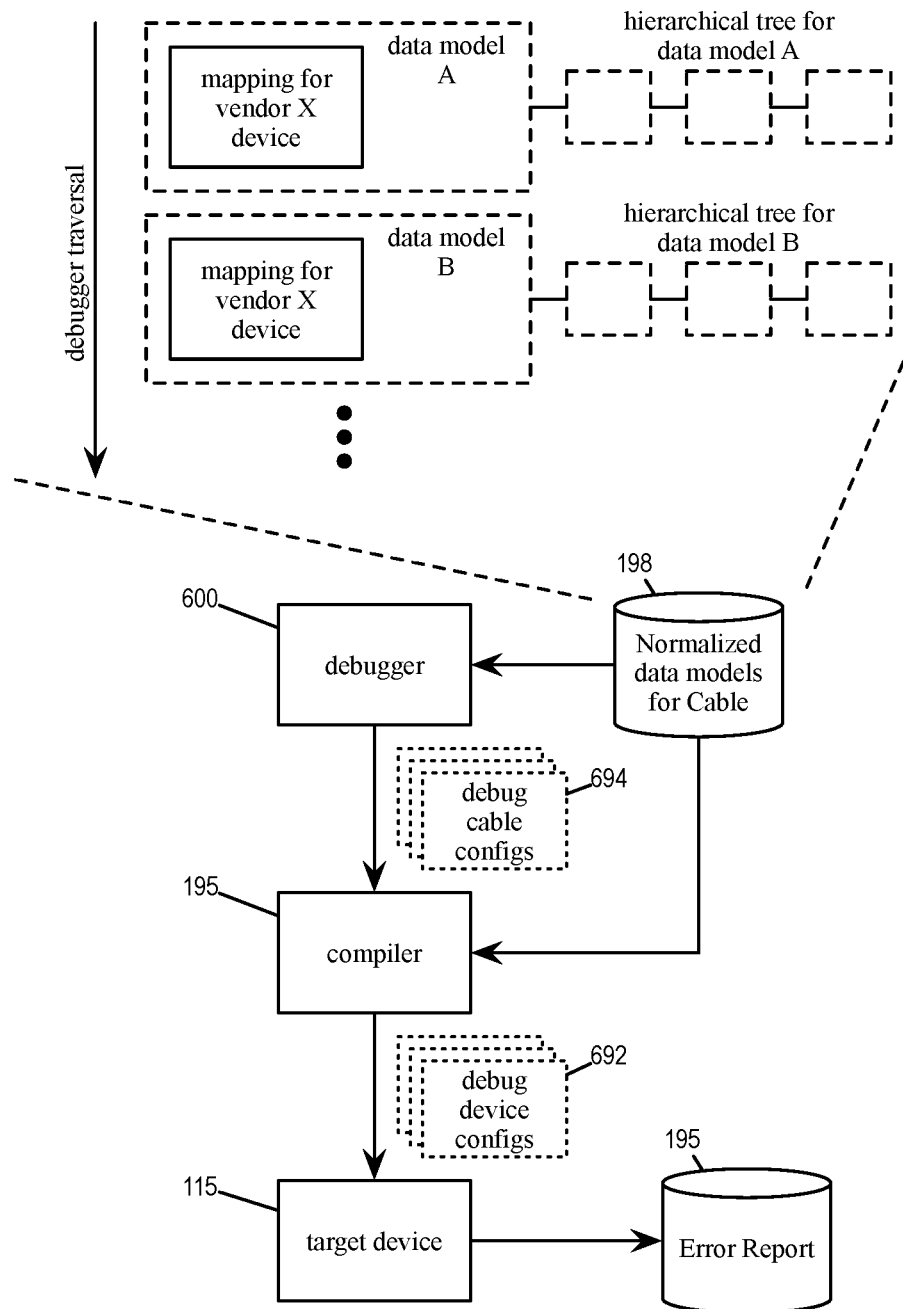 hierarchical tree for
data model A
data model
A
mapping for
vendor X
device
hierarchical tree for
data model B
data model
B
mapping for
vendor X
device
debugger traversal
198
600
Normalized
data models
for Cable
debugger
694
debug
cable
configs
195
compiler
692
debug
device
configs
195
115
target device
Error Report